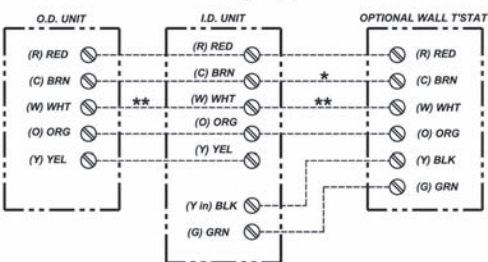 O.D. UNIT I.D. UNIT OPTIONAL WALL T'STAT
(R) RED (R) RED (R) RED
(C) BRN (C) BRN * (C) BRN
(W) WHT ** (W) WHT ** (W) WHT
(O) ORG (O) ORG (O) ORG
(Y) YEL (Y) YEL (Y) BLK
(G) GRN
(Y in) BLK
(G) GRN